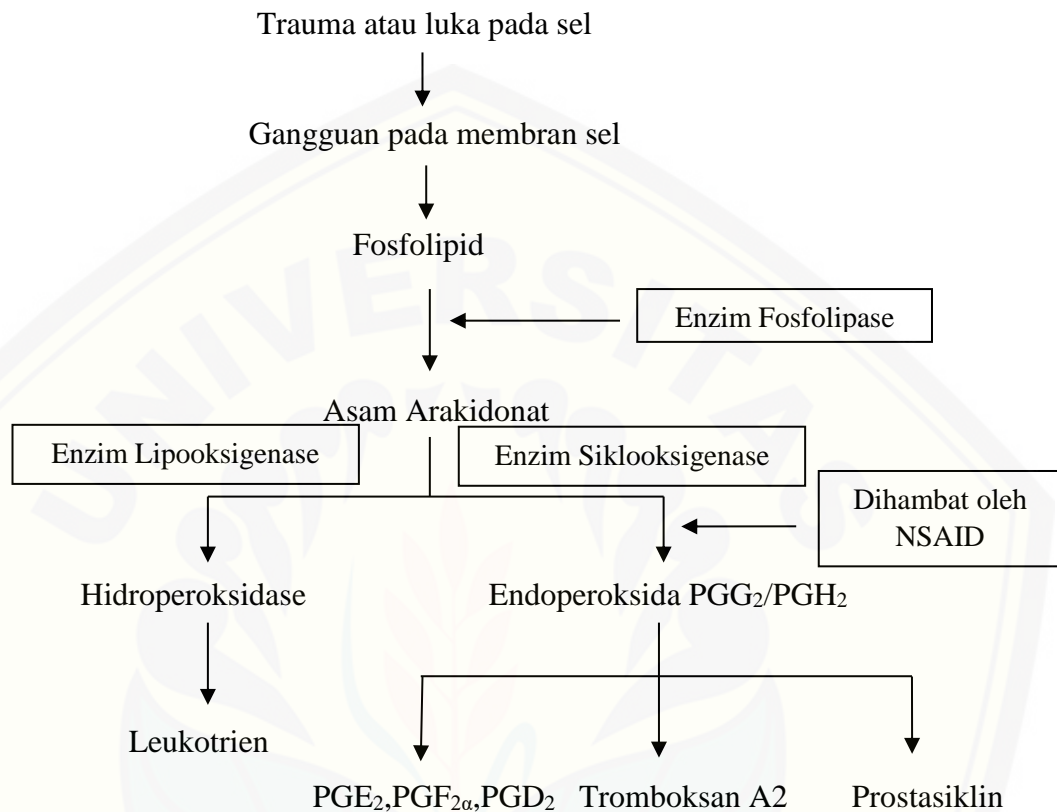 Trauma atau luka pada sel
Gangguan pada membran sel
Fosfolipid
Enzim Fosfolipase
Asam Arakidonat
Enzim Lipooksigenase
Enzim Siklooksigenase
Dihambat oleh
NSAID
Hidroperoksidase
Endoperoksida PGG₂/PGH₂
Leukotrien
PGE₂,PGF₂α,PGD₂
Tromboksan A2
Prostasiklin
UNIVERSITAS